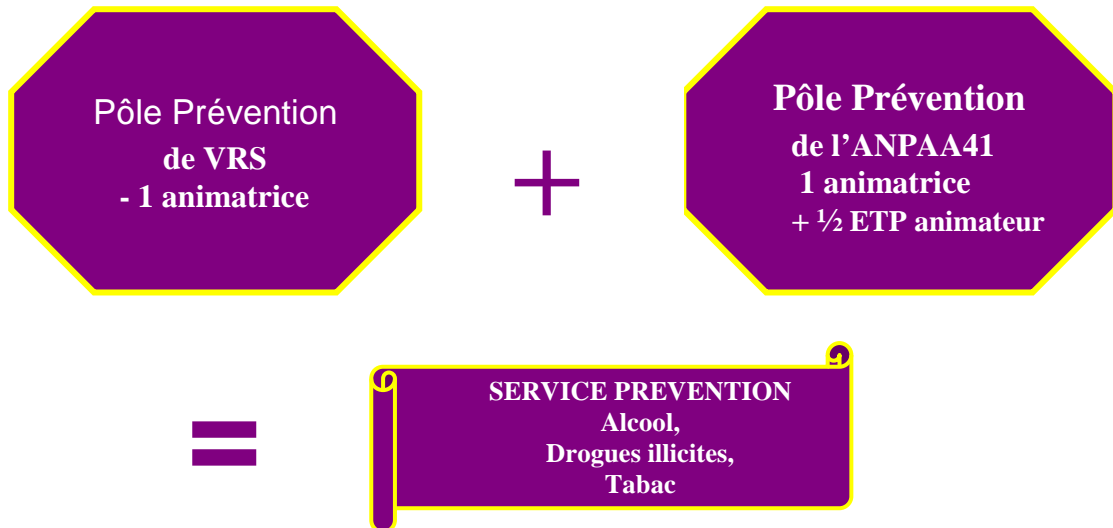 Pôle Prévention
de VRS
- 1 animatrice
+
Pôle Prévention
de l’ANPAA41
1 animatrice
+ ½ ETP animateur
=
SERVICE PREVENTION
Alcool,
Drogues illicites,
Tabac